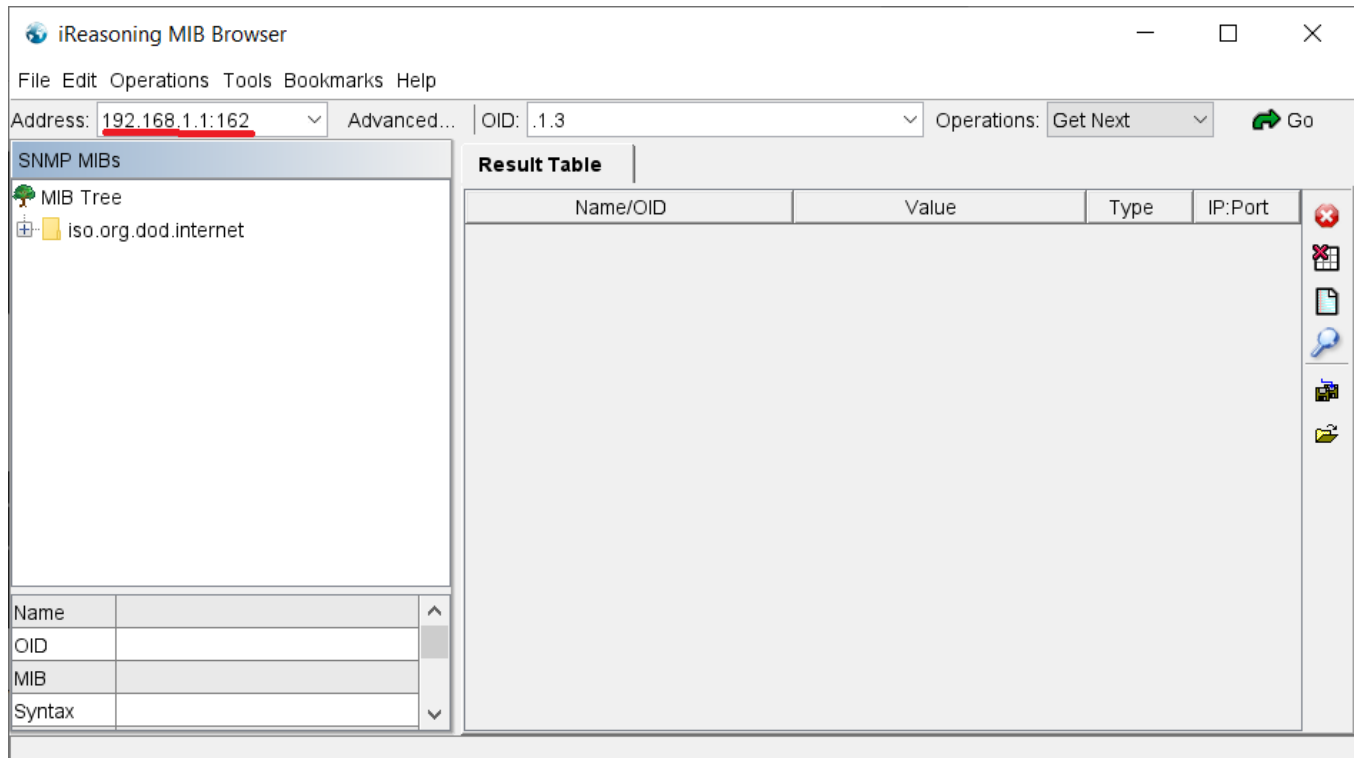 iReasoning MIB Browser
File Edit Operations Tools Bookmarks Help
Address: 192.168.1.1:162 Advanced... OID: .1.3 Operations: Get Next Go
SNMP MIBs
MIB Tree
iso.org.dod.internet
Result Table
Name/OID Value Type IP:Port
Name
OID
MIB
Syntax